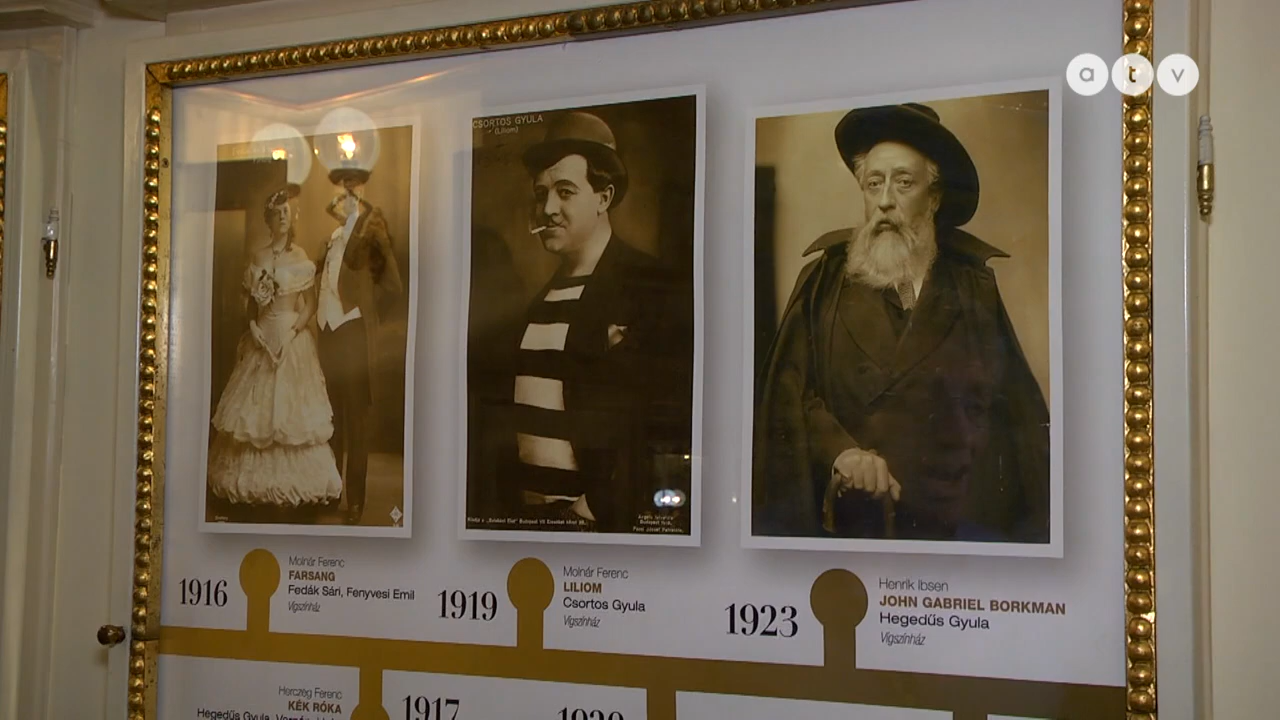 atv
CSORTOS GYULA
(Liliom)
1916
Molnár Ferenc
FARSANG
Fedák Sári, Fenyvesi Emil
Vígszínház
1919
Molnár Ferenc
LILIOM
Csortos Gyula
Vígszínház
1923
Henrik Ibsen
JOHN GABRIEL BORKMAN
Hegedűs Gyula
Vígszínház
Herczeg Ferenc
KÉK RÓKA
Hegedűs Gyula,
1917
1920